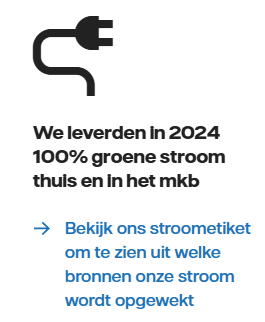 We leverden in 2024
100% groene stroom
thuis en in het mkb
→ Bekijk ons stroometiket
om te zien uit welke
bronnen onze stroom
wordt opgewekt